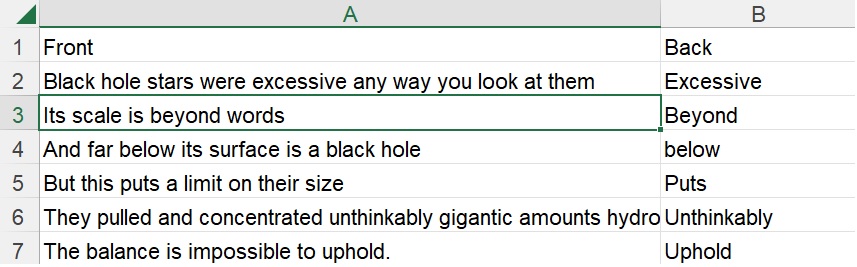 A B
1 Front Back
2 Black hole stars were excessive any way you look at them Excessive
3 Its scale is beyond words Beyond
4 And far below its surface is a black hole below
5 But this puts a limit on their size Puts
6 They pulled and concentrated unthinkably gigantic amounts hydro Unthinkably
7 The balance is impossible to uphold. Uphold